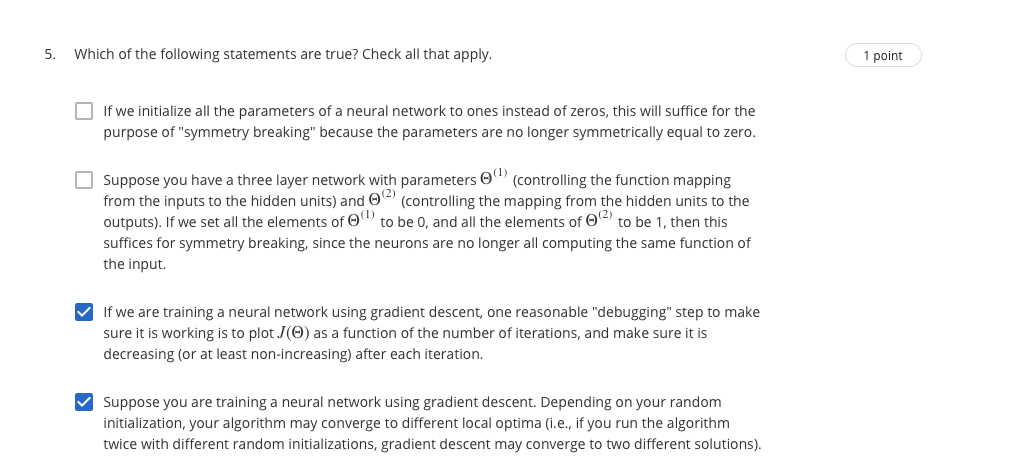 5. Which of the following statements are true? Check all that apply.
1 point
If we initialize all the parameters of a neural network to ones instead of zeros, this will suffice for the
purpose of "symmetry breaking" because the parameters are no longer symmetrically equal to zero.
Suppose you have a three layer network with parameters Θ⁽¹⁾ (controlling the function mapping
from the inputs to the hidden units) and Θ⁽²⁾ (controlling the mapping from the hidden units to the
outputs). If we set all the elements of Θ⁽¹⁾ to be 0, and all the elements of Θ⁽²⁾ to be 1, then this
suffices for symmetry breaking, since the neurons are no longer all computing the same function of
the input.
If we are training a neural network using gradient descent, one reasonable "debugging" step to make
sure it is working is to plot J(Θ) as a function of the number of iterations, and make sure it is
decreasing (or at least non-increasing) after each iteration.
Suppose you are training a neural network using gradient descent. Depending on your random
initialization, your algorithm may converge to different local optima (i.e., if you run the algorithm
twice with different random initializations, gradient descent may converge to two different solutions).